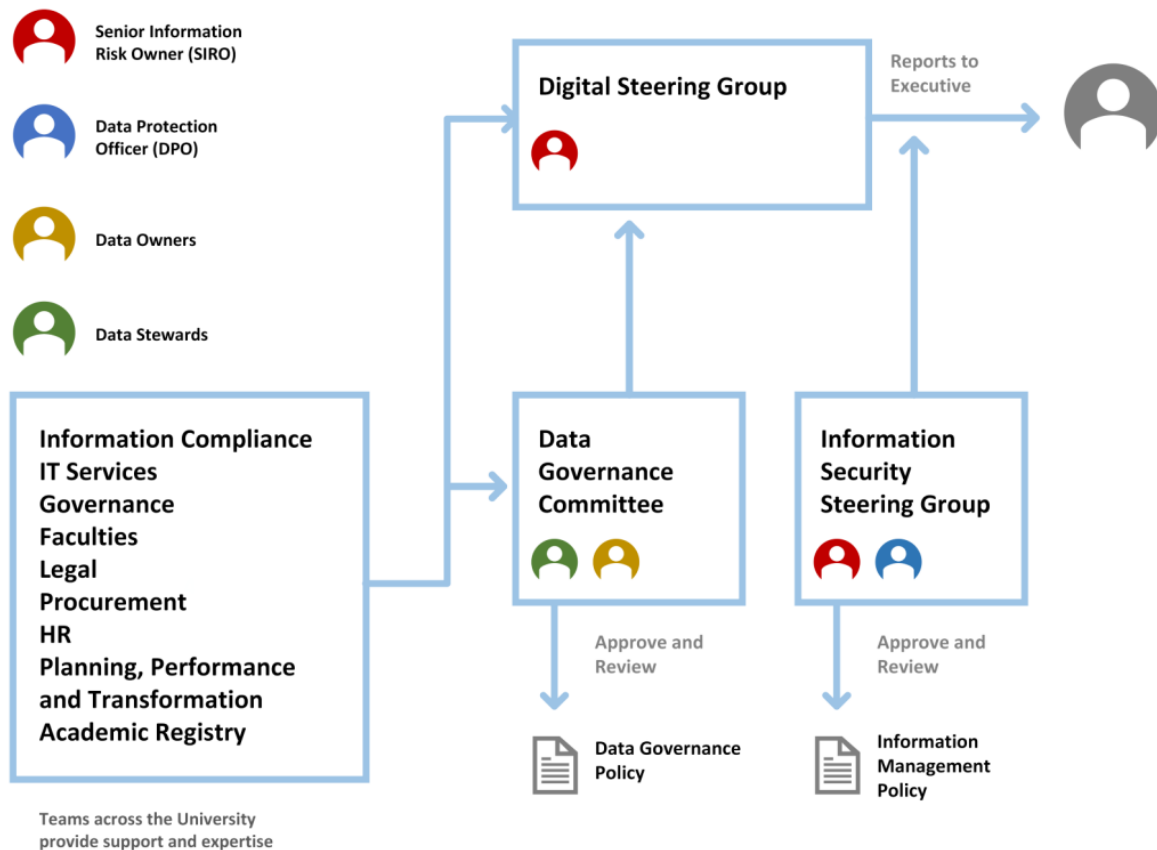 Senior Information
Risk Owner (SIRO)
Data Protection
Officer (DPO)
Data Owners
Data Stewards
Digital Steering Group
Reports to
Executive
Information Compliance
IT Services
Governance
Faculties
Legal
Procurement
HR
Planning, Performance
and Transformation
Academic Registry
Teams across the University
provide support and expertise
Data
Governance
Committee
Approve and
Review
Data Governance
Policy
Information
Security
Steering Group
Approve and
Review
Information
Management
Policy